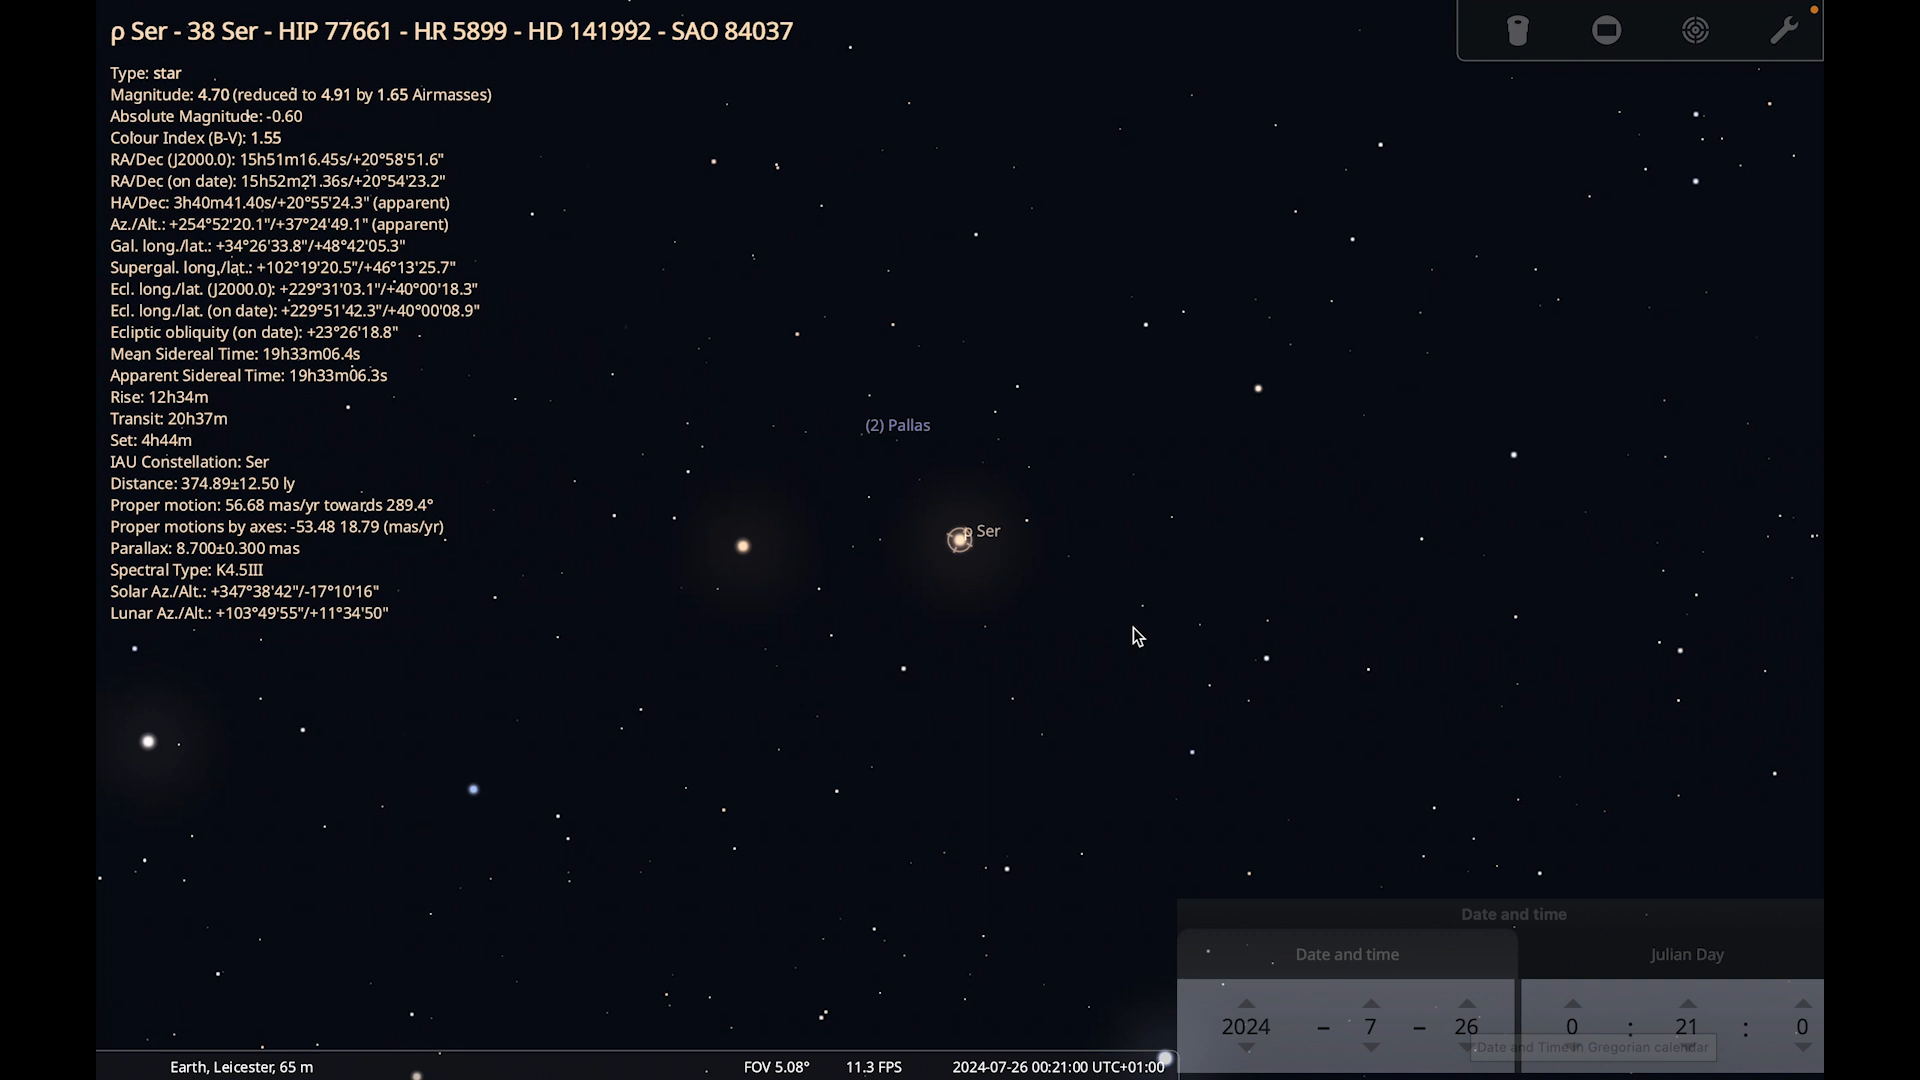 ρ Ser - 38 Ser - HIP 77661 - HR 5899 - HD 141992 - SAO 84037
Type: star
Magnitude: 4.70 (reduced to 4.91 by 1.65 Airmasses)
Absolute Magnitude: -0.60
Colour Index (B-V): 1.55
RA/Dec (J2000.0): 15h51m16.45s/+20°58'51.6"
RA/Dec (on date): 15h52m21.36s/+20°54'23.2"
HA/Dec: 3h40m41.40s/+20°55'24.3" (apparent)
Az./Alt.: +254°52'20.1"/+37°24'49.1" (apparent)
Gal. long./lat.: +34°26'33.8"/+48°42'05.3"
Supergal. long./lat.: +102°19'20.5"/+46°13'25.7"
Ecl. long./lat. (J2000.0): +229°31'03.1"/+40°00'18.3"
Ecl. long./lat. (on date): +229°51'42.3"/+40°00'08.9"
Ecliptic obliquity (on date): +23°26'18.8"
Mean Sidereal Time: 19h33m06.4s
Apparent Sidereal Time: 19h33m06.3s
Rise: 12h34m
Transit: 20h37m
Set: 4h44m
IAU Constellation: Ser
Distance: 374.89±12.50 ly
Proper motion: 56.68 mas/yr towards 289.4°
Proper motions by axes: -53.48 18.79 (mas/yr)
Parallax: 8.700±0.300 mas
Spectral Type: K4.5III
Solar Az./Alt.: +347°38'42"/-17°10'16"
Lunar Az./Alt.: +103°49'55"/+11°34'50"
(2) Pallas
ρ Ser
Date and time
Date and time Julian Day
2024 – 7 – 26 0 : 21 : 0
Date and Time in Gregorian calendar
Earth, Leicester, 65 m FOV 5.08° 11.3 FPS 2024-07-26 00:21:00 UTC+01:00